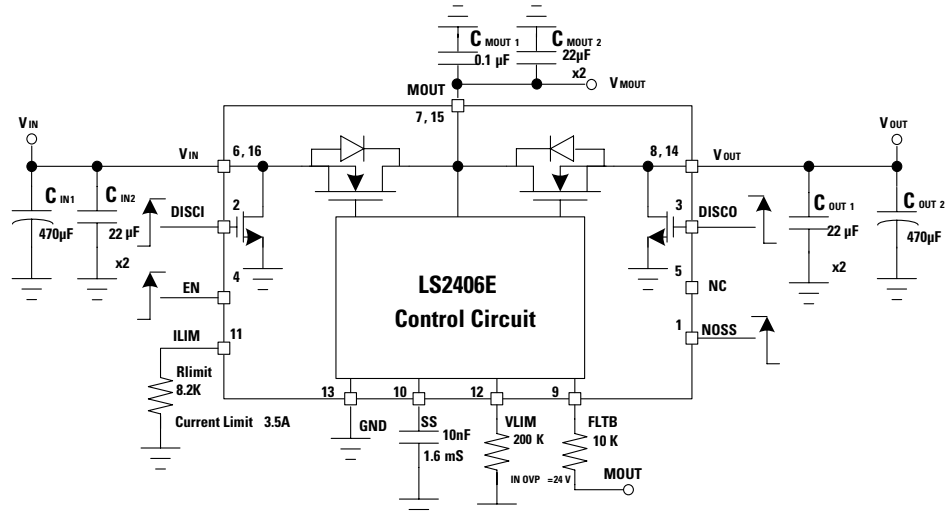 C MOUT 1
0.1 µF
C MOUT 2
22µF
x2
V MOUT
MOUT
7, 15
V IN
V IN
6 , 16
8, 14
V OUT
V OUT
C IN1
470µF
C IN2
22 µF
x2
DISCI
2
3
DISCO
C OUT 1
22 µF
x2
C OUT 2
470µF
4
EN
5
NC
LS2406E
Control Circuit
11
ILIM
1
NOSS
Rlimit
8.2K
Current Limit 3.5A
13
10
12
9
GND
SS
VLIM
FLTB
10nF
1.6 mS
200 K
10 K
IN OVP =24 V
MOUT